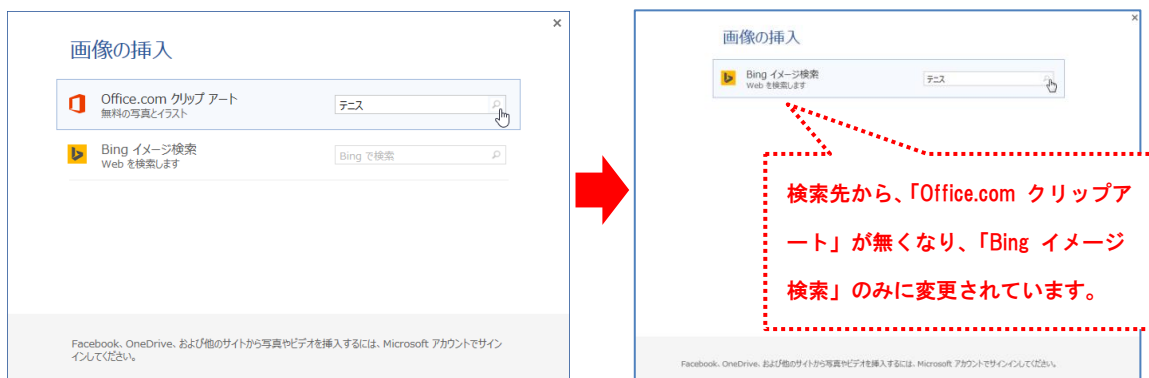 画像の挿入
Office.com クリップ アート
無料の写真とイラスト
テニス
Bing イメージ検索
Web を検索します
Bing で検索
Facebook、OneDrive、および他のサイトから写真やビデオを挿入するには、Microsoft アカウントでサイン
インしてください。
画像の挿入
Bing イメージ検索
Web を検索します
テニス
検索先から、「Office.com クリップア
ート」が無くなり、「Bing イメージ
検索」のみに変更されています。
Facebook、OneDrive、および他のサイトから写真やビデオを挿入するには、Microsoft アカウントでサインインしてください。